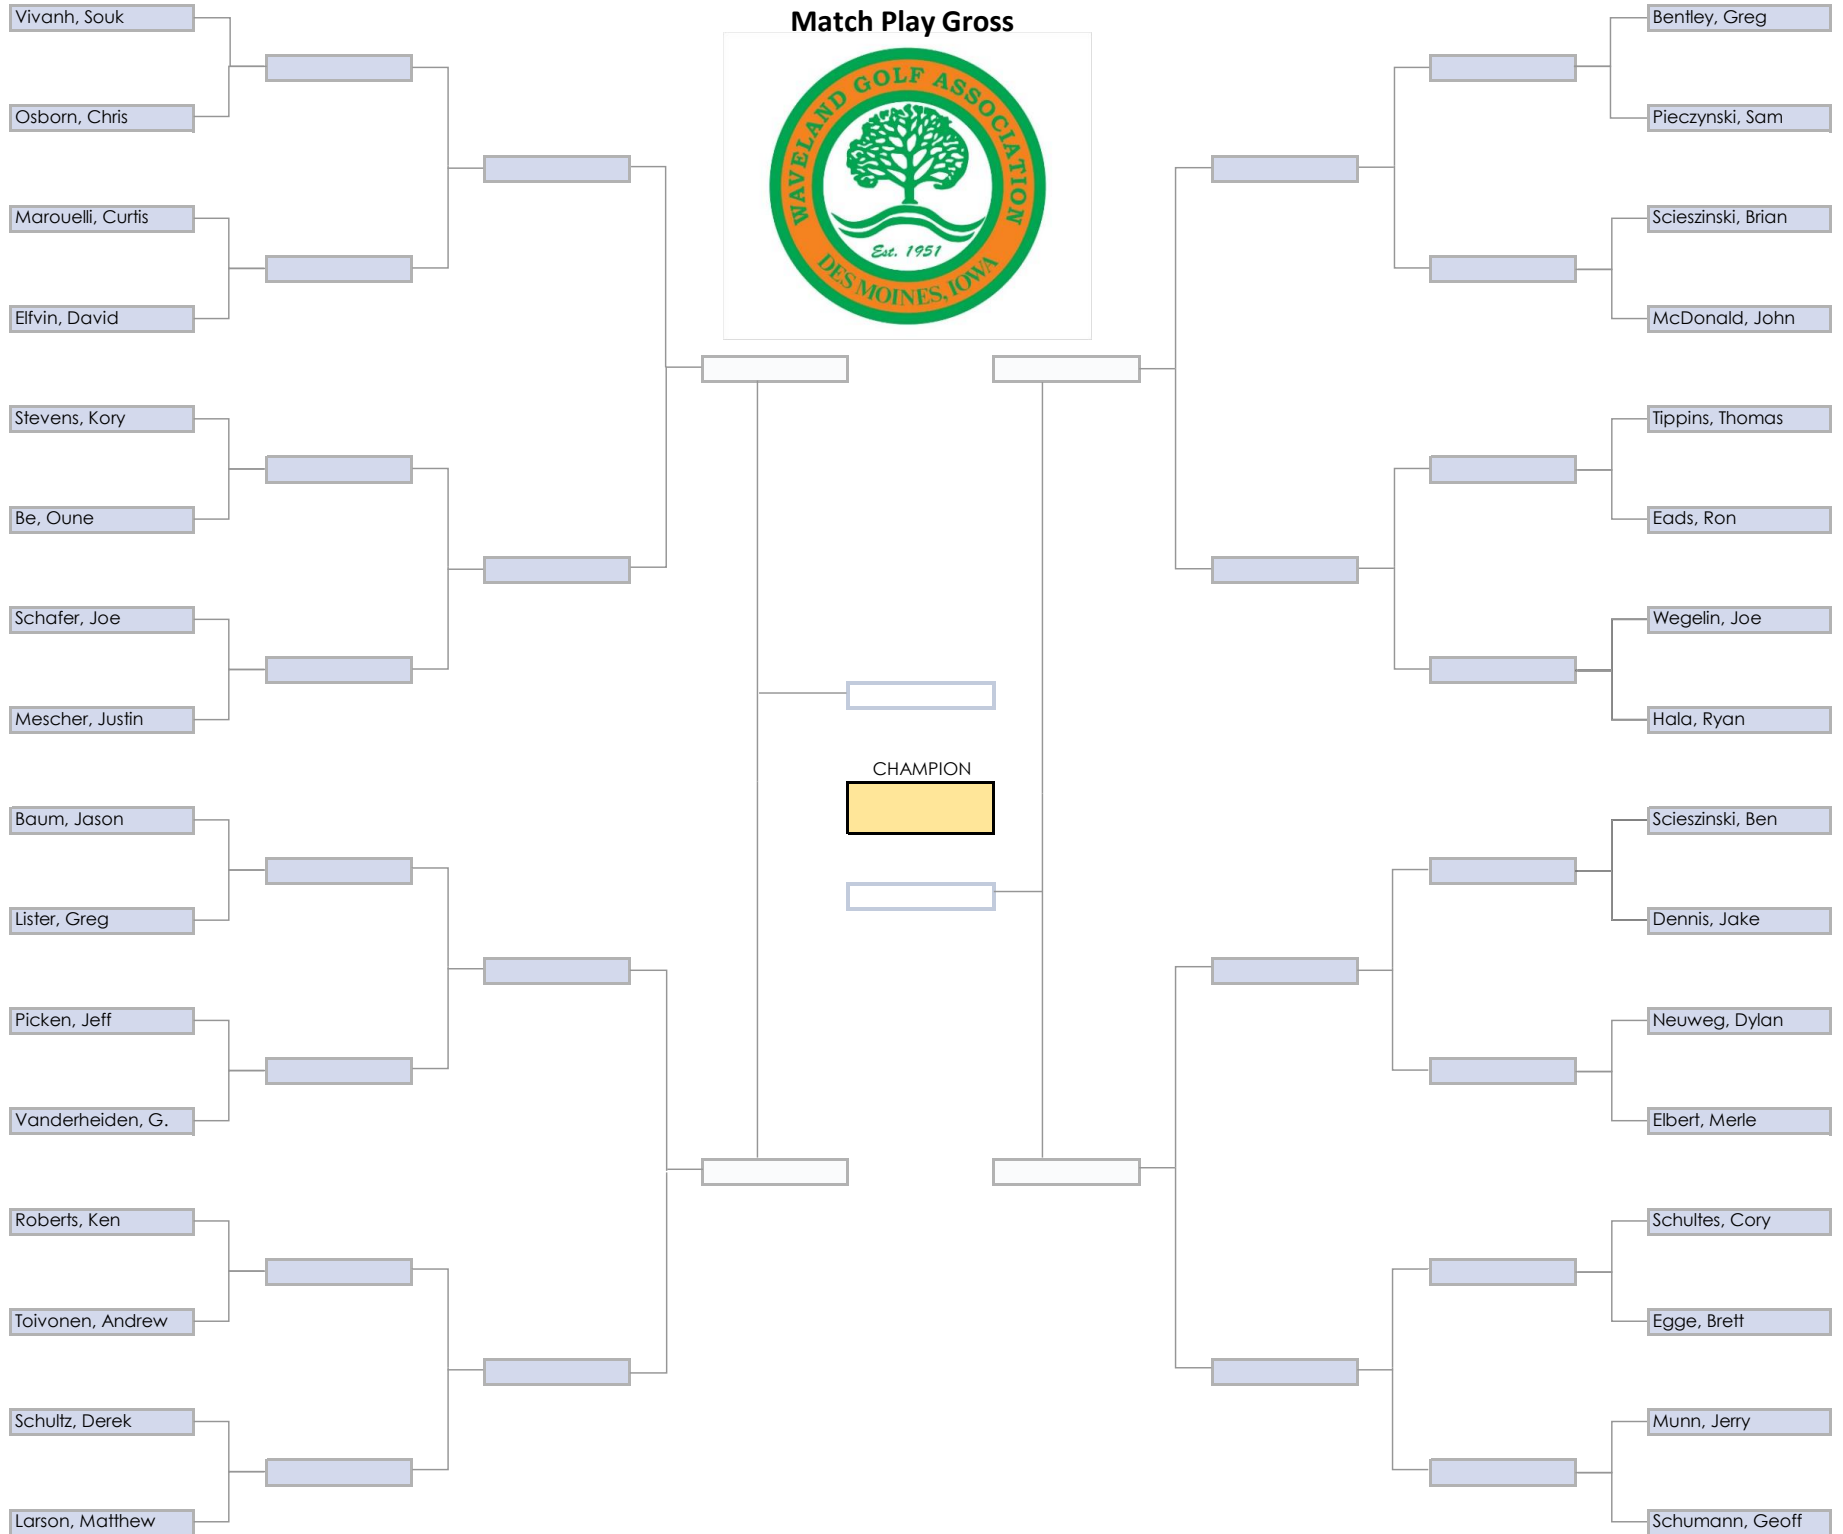 Match Play Gross
WAVELAND GOLF ASSOCIATION
Est. 1951
DES MOINES, IOWA
Vivanh, Souk
Osborn, Chris
Marouelli, Curtis
Elfvin, David
Stevens, Kory
Be, Oune
Schafer, Joe
Mescher, Justin
Baum, Jason
Lister, Greg
Picken, Jeff
Vanderheiden, G.
Roberts, Ken
Toivonen, Andrew
Schultz, Derek
Larson, Matthew
CHAMPION
Bentley, Greg
Pieczynski, Sam
Scieszinski, Brian
McDonald, John
Tippins, Thomas
Eads, Ron
Wegelin, Joe
Hala, Ryan
Scieszinski, Ben
Dennis, Jake
Neuweg, Dylan
Elbert, Merle
Schultes, Cory
Egge, Brett
Munn, Jerry
Schumann, Geoff